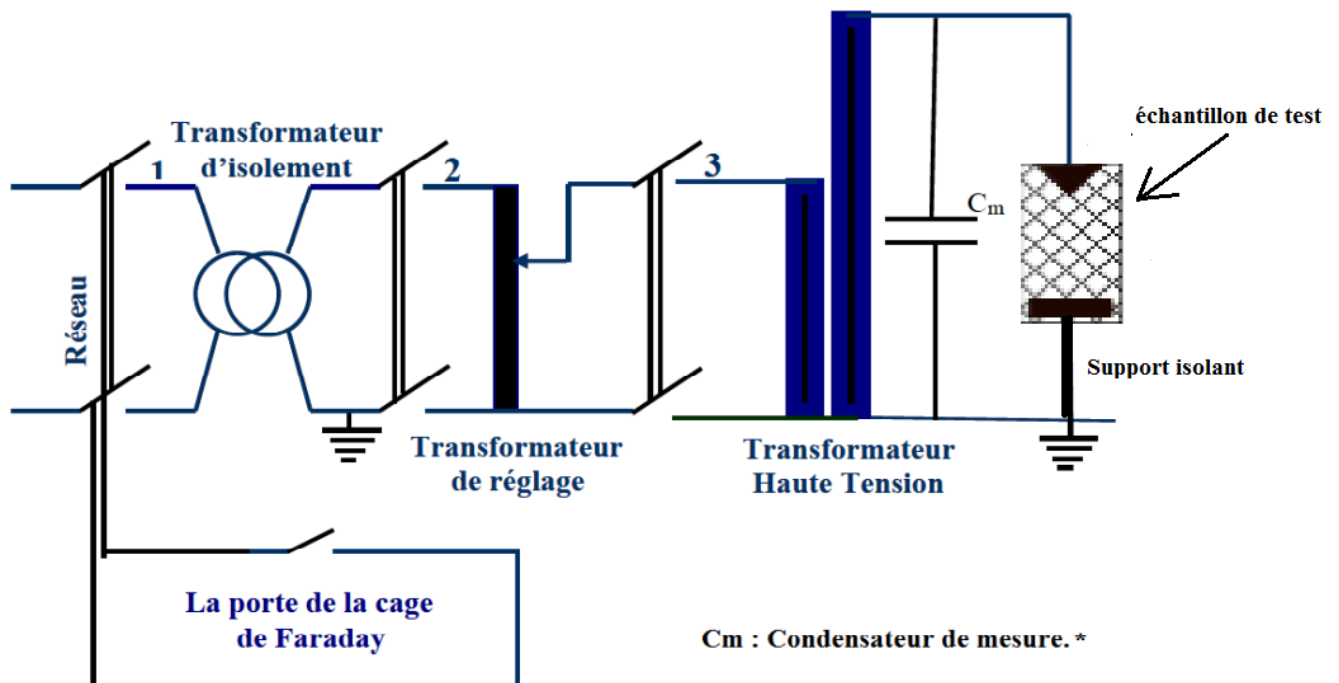 Transformateur
d'isolement
échantillon de test
1
2
3
Cm
Réseau
Support isolant
Transformateur
de réglage
Transformateur
Haute Tension
La porte de la cage
de Faraday
Cm : Condensateur de mesure. *